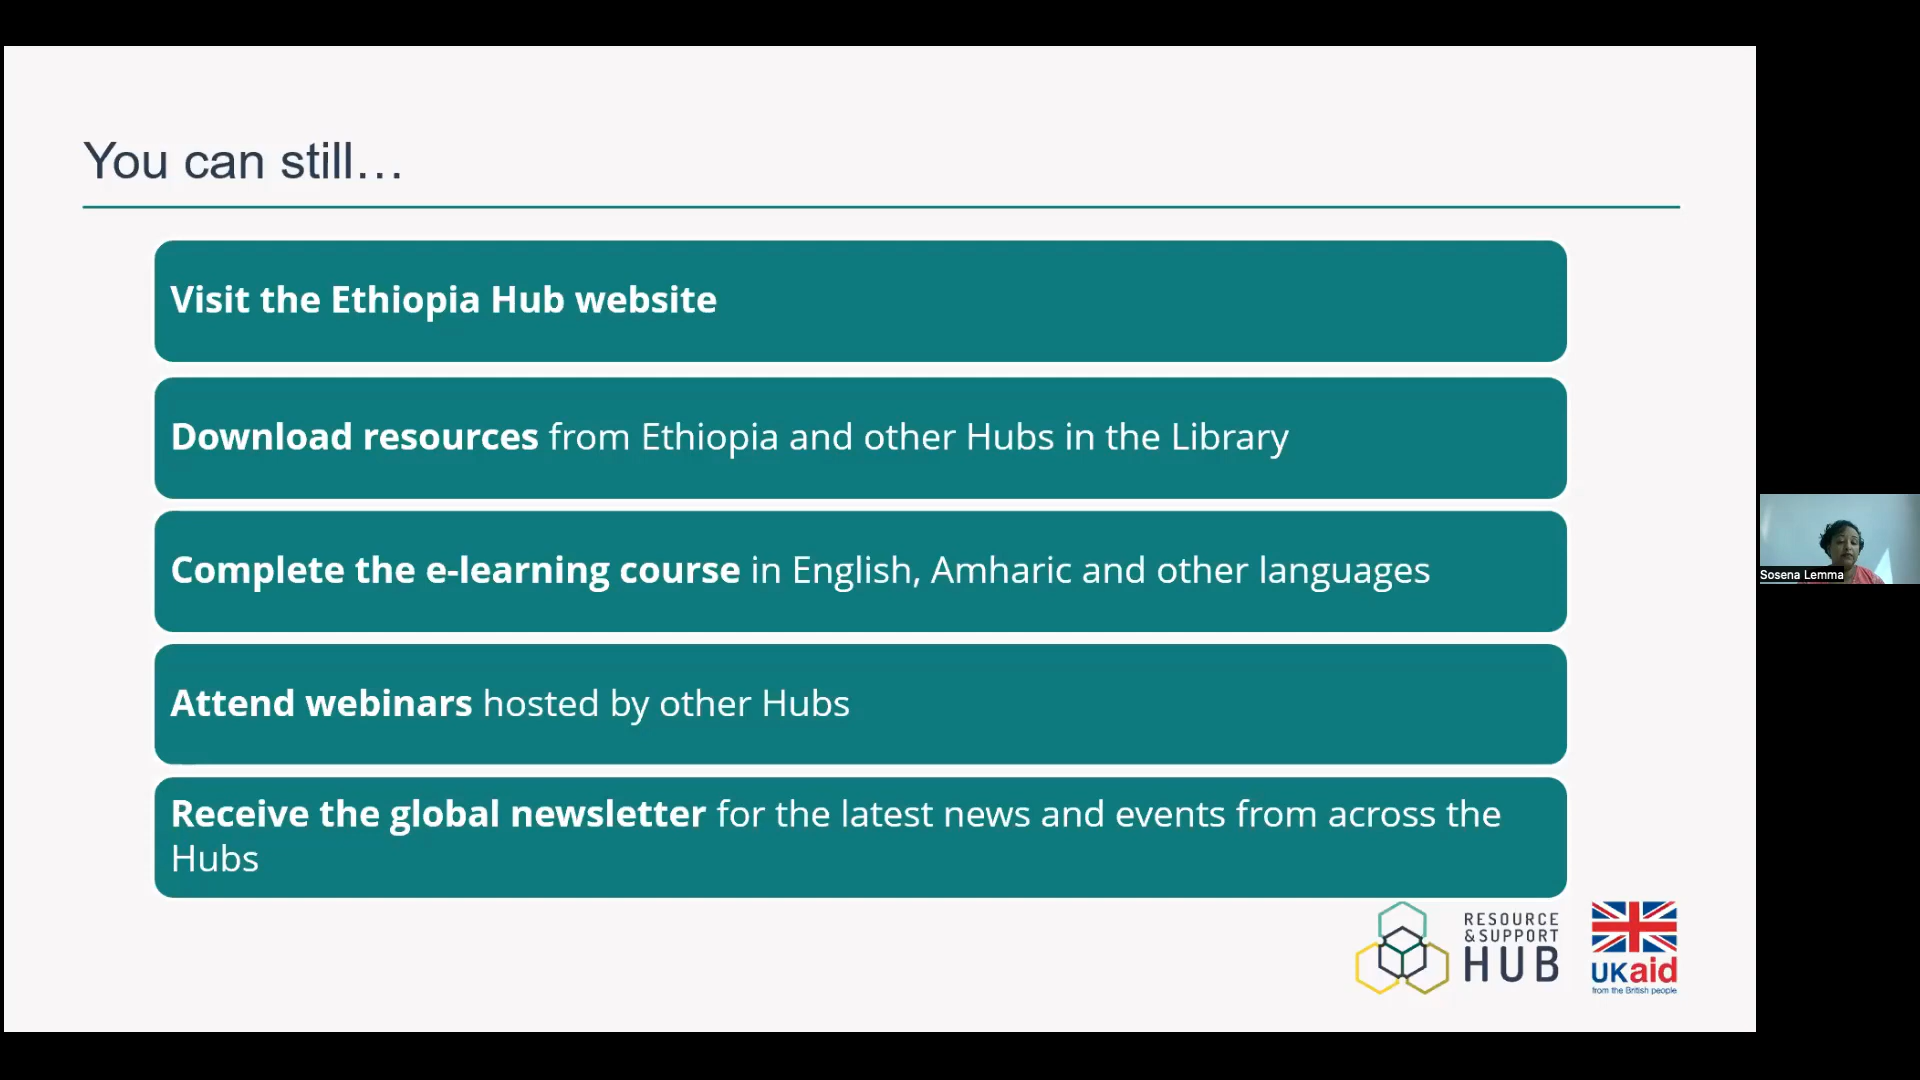 You can still…
Visit the Ethiopia Hub website
Download resources from Ethiopia and other Hubs in the Library
Complete the e-learning course in English, Amharic and other languages
Attend webinars hosted by other Hubs
Receive the global newsletter for the latest news and events from across the
Hubs
RESOURCE
&SUPPORT
HUB
UKaid
from the British people
Sosena Lemma